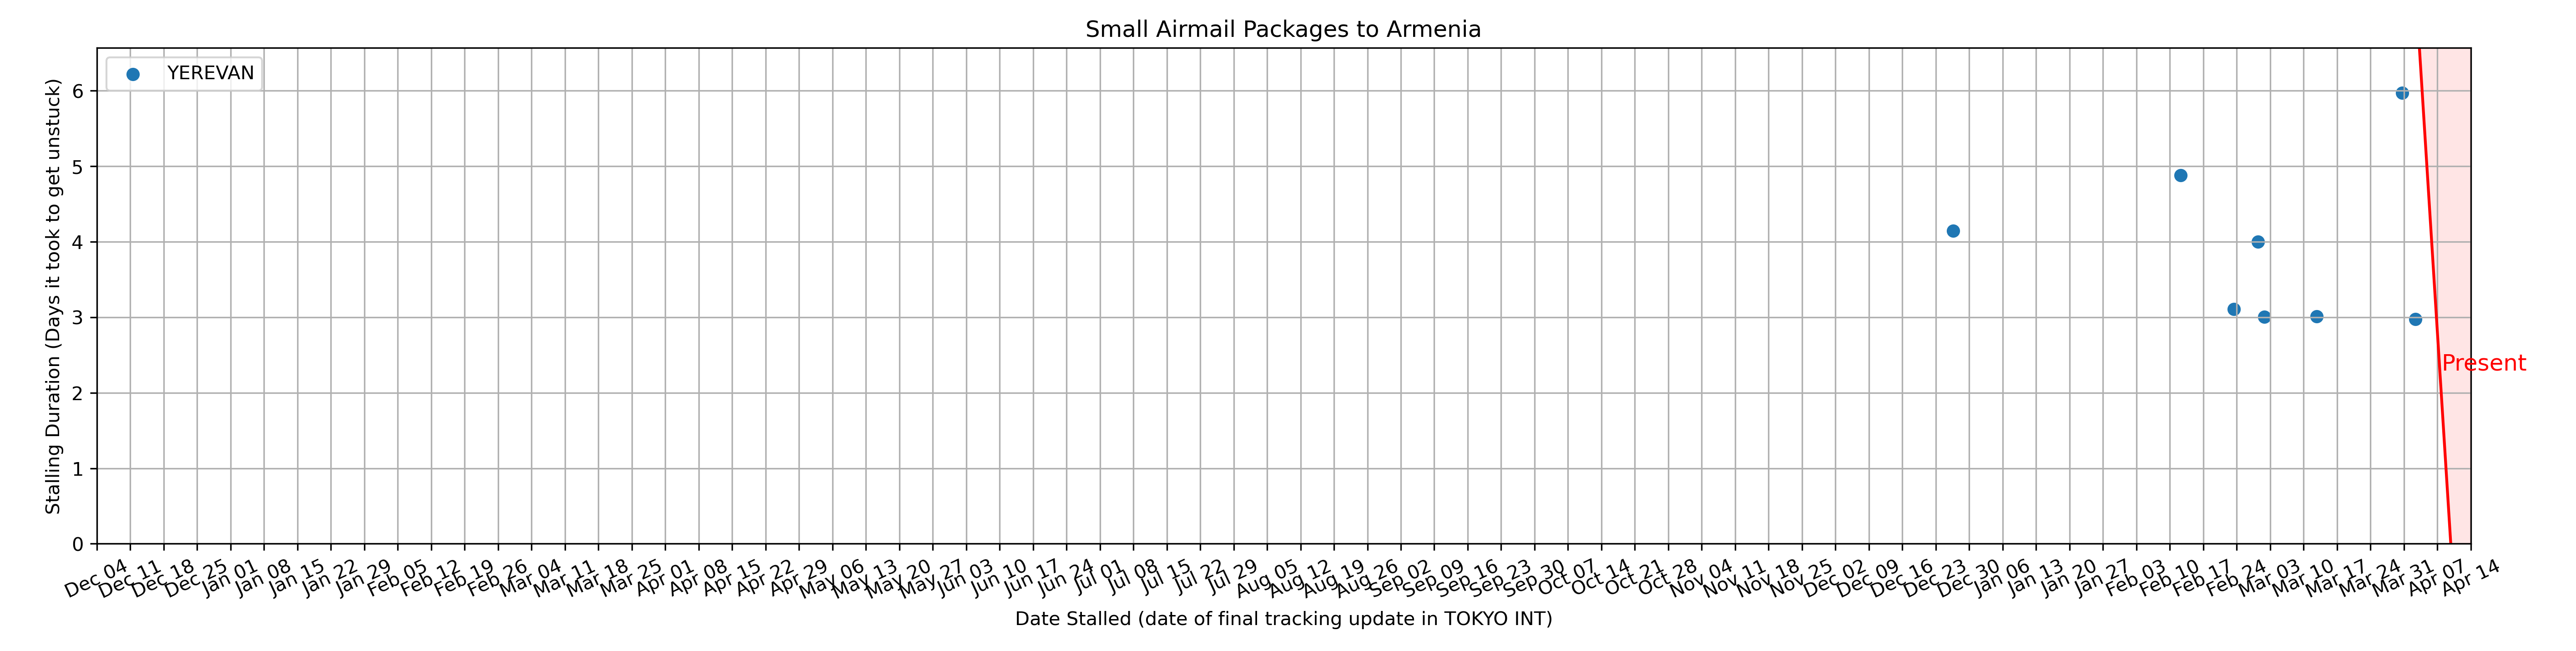 Small Airmail Packages to Armenia
YEREVAN
Stalling Duration (Days it took to get unstuck)
6
5
4
3
2
1
0
Present
Dec 04
Dec 11
Dec 18
Dec 25
Jan 01
Jan 08
Jan 15
Jan 22
Jan 29
Feb 05
Feb 12
Feb 19
Feb 26
Mar 04
Mar 11
Mar 18
Mar 25
Apr 01
Apr 08
Apr 15
Apr 22
Apr 29
May 06
May 13
May 20
May 27
Jun 03
Jun 10
Jun 17
Jun 24
Jul 01
Jul 08
Jul 15
Jul 22
Jul 29
Aug 05
Aug 12
Aug 19
Aug 26
Sep 02
Sep 09
Sep 16
Sep 23
Sep 30
Oct 07
Oct 14
Oct 21
Oct 28
Nov 04
Nov 11
Nov 18
Nov 25
Dec 02
Dec 09
Dec 16
Dec 23
Dec 30
Jan 06
Jan 13
Jan 20
Jan 27
Feb 03
Feb 10
Feb 17
Feb 24
Mar 03
Mar 10
Mar 17
Mar 24
Mar 31
Apr 07
Apr 14
Date Stalled (date of final tracking update in TOKYO INT)